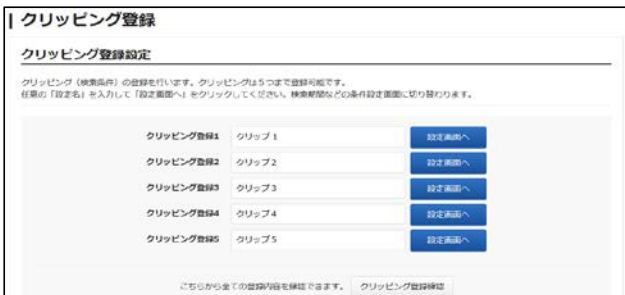 クリッピング登録
クリッピング登録設定
クリッピング（検索条件）の登録を行います。クリッピングは5つまで登録可能です。
任意の「設定名」を入力して「設定画面へ」をクリックしてください。検索期間などの条件設定画面に切り替わります。
クリッピング登録1 クリップ 1 設定画面へ
クリッピング登録2 クリップ 2 設定画面へ
クリッピング登録3 クリップ 3 設定画面へ
クリッピング登録4 クリップ 4 設定画面へ
クリッピング登録5 クリップ 5 設定画面へ
こちらから全ての登録内容を確認できます。 クリッピング登録確認